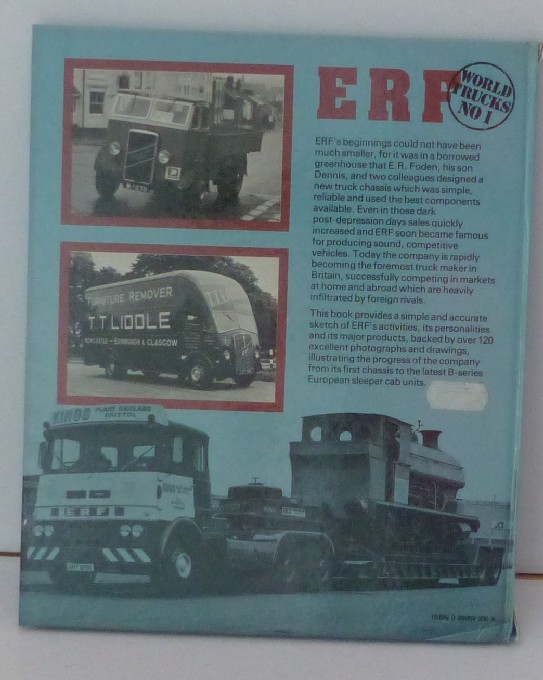 ERF
WORLD
TRUCKS
NO 1
ERF's beginnings could not have been
much smaller, for it was in a borrowed
greenhouse that E.R. Foden, his son
Dennis, and two colleagues designed a
new truck chassis which was simple,
reliable and used the best components
available. Even in those dark
post-depression days sales quickly
increased and ERF soon became famous
for producing sound, competitive
vehicles. Today the company is rapidly
becoming the foremost truck maker in
Britain, successfully competing in markets
at home and abroad which are heavily
infiltrated by foreign rivals.
This book provides a simple and accurate
sketch of ERF's activities, its personalities
and its major products, backed by over 120
excellent photographs and drawings,
illustrating the progress of the company
from its first chassis to the latest B-series
European sleeper cab units.
FURNITURE REMOVER
TT LIDDLE
NEWCASTLE - EDINBURGH & GLASGOW
KINGS
HEAVY HAULAGE
BRISTOL
ERF
ISBN 0